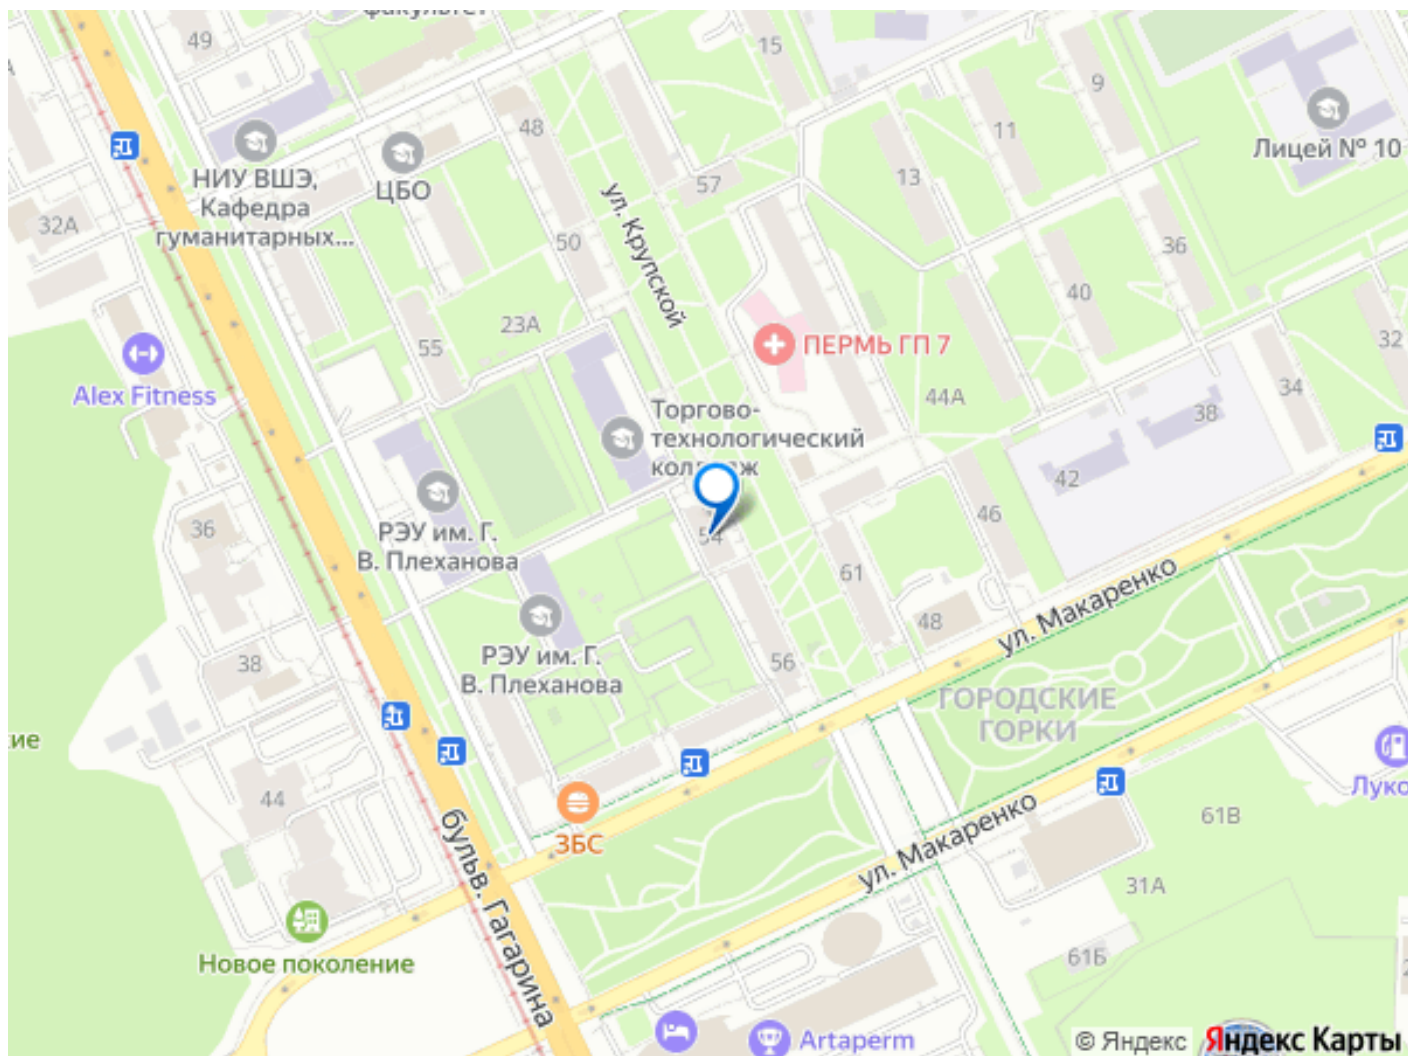 факультет
49
15
9
48
11
Лицей № 10
НИУ ВШЭ,
Кафедра
гуманитарных...
ЦБО
57
13
32А
ул. Крупской
50
36
40
23А
55
ПЕРМЬ ГП 7
32
Alex Fitness
44А
34
38
Торгово-
технологический
42
36
РЭУ им. Г.
В. Плеханова
54
46
61
ул. Макаренко
48
38
РЭУ им. Г.
В. Плеханова
56
ГОРОДСКИЕ
ГОРКИ
44
бульв. Гагарина
ЗБС
ул. Макаренко
61В
31А
Новое поколение
61Б
Artaperm
© Яндекс Яндекс Карты